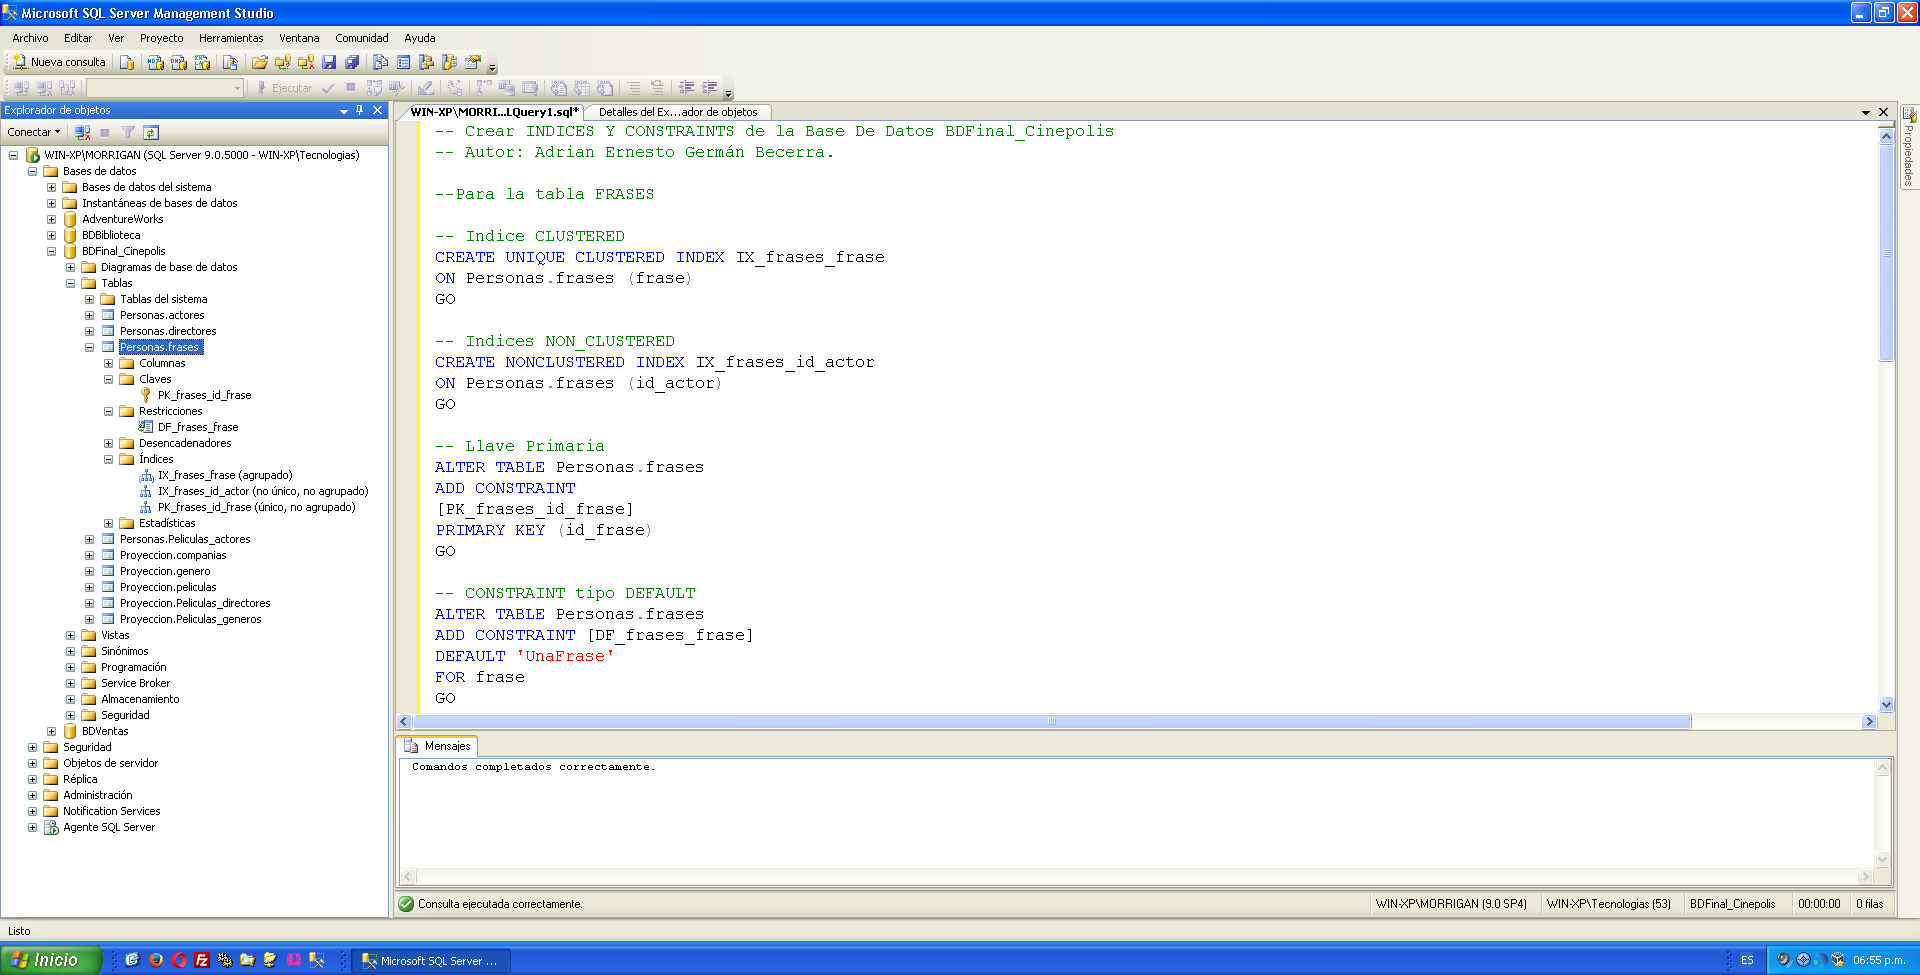 Microsoft SQL Server Management Studio
Archivo Editar Ver Proyecto Herramientas Ventana Comunidad Ayuda
Nueva consulta
Ejecutar
Explorador de objetos
Conectar
WIN-XP\MORRIGAN (SQL Server 9.0.5000 - WIN-XP\Tecnologias)
Bases de datos
Bases de datos del sistema
Instantáneas de bases de datos
AdventureWorks
BDBiblioteca
BDFinal_Cinepolis
Diagramas de base de datos
Tablas
Tablas del sistema
Personas.actores
Personas.directores
Personas.frases
Columnas
Claves
PK_frases_id_frase
Restricciones
DF_frases_frase
Desencadenadores
Índices
IX_frases_frase (agrupado)
IX_frases_id_actor (no único, no agrupado)
PK_frases_id_frase (único, no agrupado)
Estadísticas
Personas.Peliculas_actores
Proyeccion.companias
Proyeccion.genero
Proyeccion.peliculas
Proyeccion.Peliculas_directores
Proyeccion.Peliculas_generos
Vistas
Sinónimos
Programación
Service Broker
Almacenamiento
Seguridad
BDVentas
Seguridad
Objetos de servidor
Réplica
Administración
Notification Services
Agente SQL Server
WIN-XP\MORRI...LQuery1.sql* Detalles del Ex...ador de objetos
-- Crear INDICES Y CONSTRAINTS de la Base De Datos BDFinal_Cinepolis
-- Autor: Adrian Ernesto Germán Becerra.
--Para la tabla FRASES
-- Indice CLUSTERED
CREATE UNIQUE CLUSTERED INDEX IX_frases_frase
ON Personas.frases (frase)
GO
-- Indices NON_CLUSTERED
CREATE NONCLUSTERED INDEX IX_frases_id_actor
ON Personas.frases (id_actor)
GO
-- Llave Primaria
ALTER TABLE Personas.frases
ADD CONSTRAINT
[PK_frases_id_frase]
PRIMARY KEY (id_frase)
GO
-- CONSTRAINT tipo DEFAULT
ALTER TABLE Personas.frases
ADD CONSTRAINT [DF_frases_frase]
DEFAULT 'UnaFrase'
FOR frase
GO
Propiedades
Mensajes
Comandos completados correctamente.
Consulta ejecutada correctamente. WIN-XP\MORRIGAN (9.0 SP4) WIN-XP\Tecnologias (53) BDFinal_Cinepolis 00:00:00 0 filas
Listo
Inicio Microsoft SQL Server ... ES 06:55 p.m.